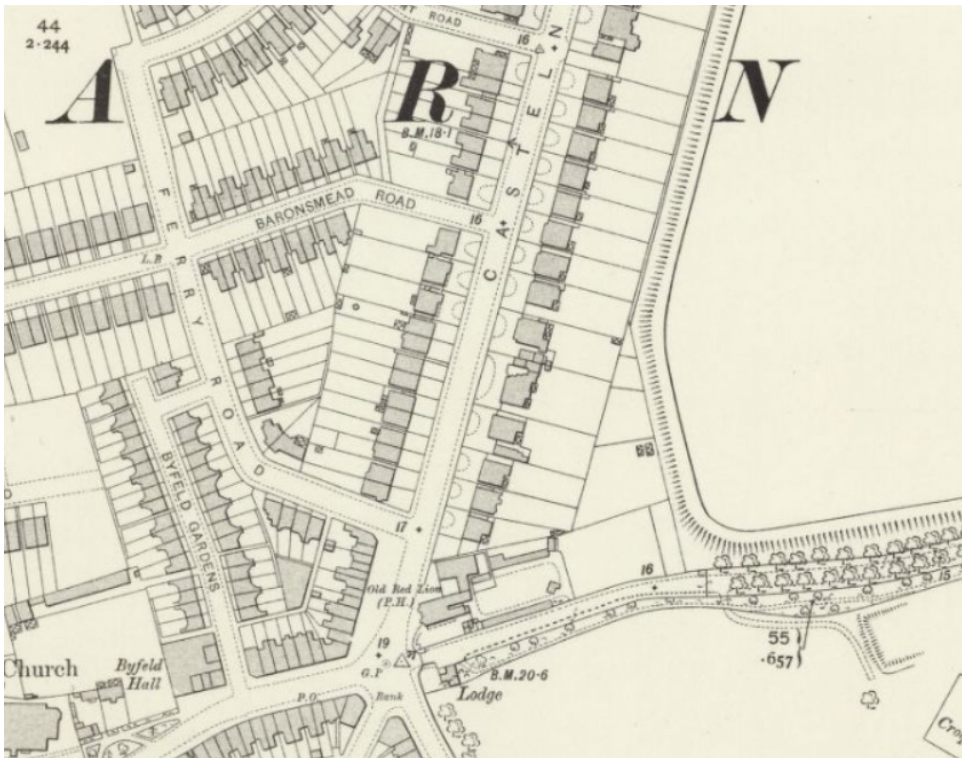 44
2·244
RT ROAD
16
A R N
B.M.18·1
CASTELN
FERRY ROAD
BARONSMEAD ROAD
16
L.B
BYFELD GARDENS
17
Old Red Lion
(P.H.)
16
15
55
·657
19
G.P
Church
Byfeld
Hall
P.O
Bank
B.M.20·6
Lodge